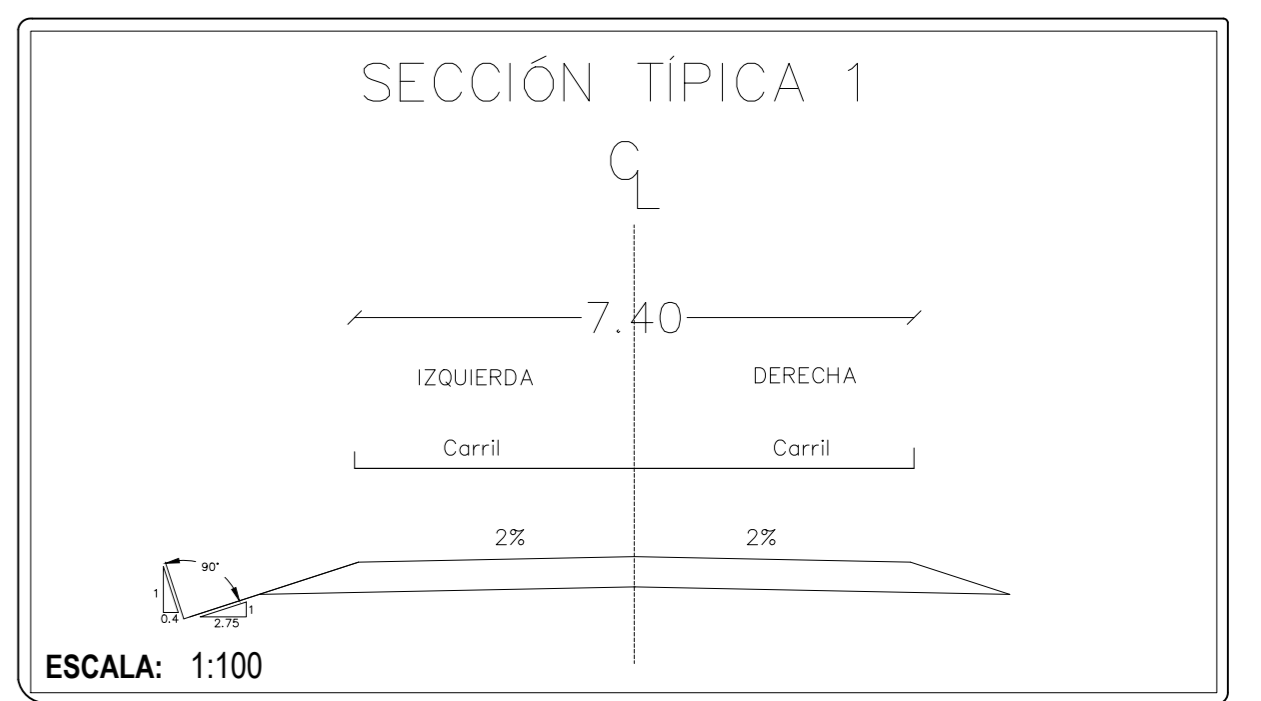 SECCIÓN TÍPICA 1
CL
7.40
IZQUIERDA DERECHA
Carril Carril
2% 2%
90°
1
0.4
1
2.75
ESCALA: 1:100